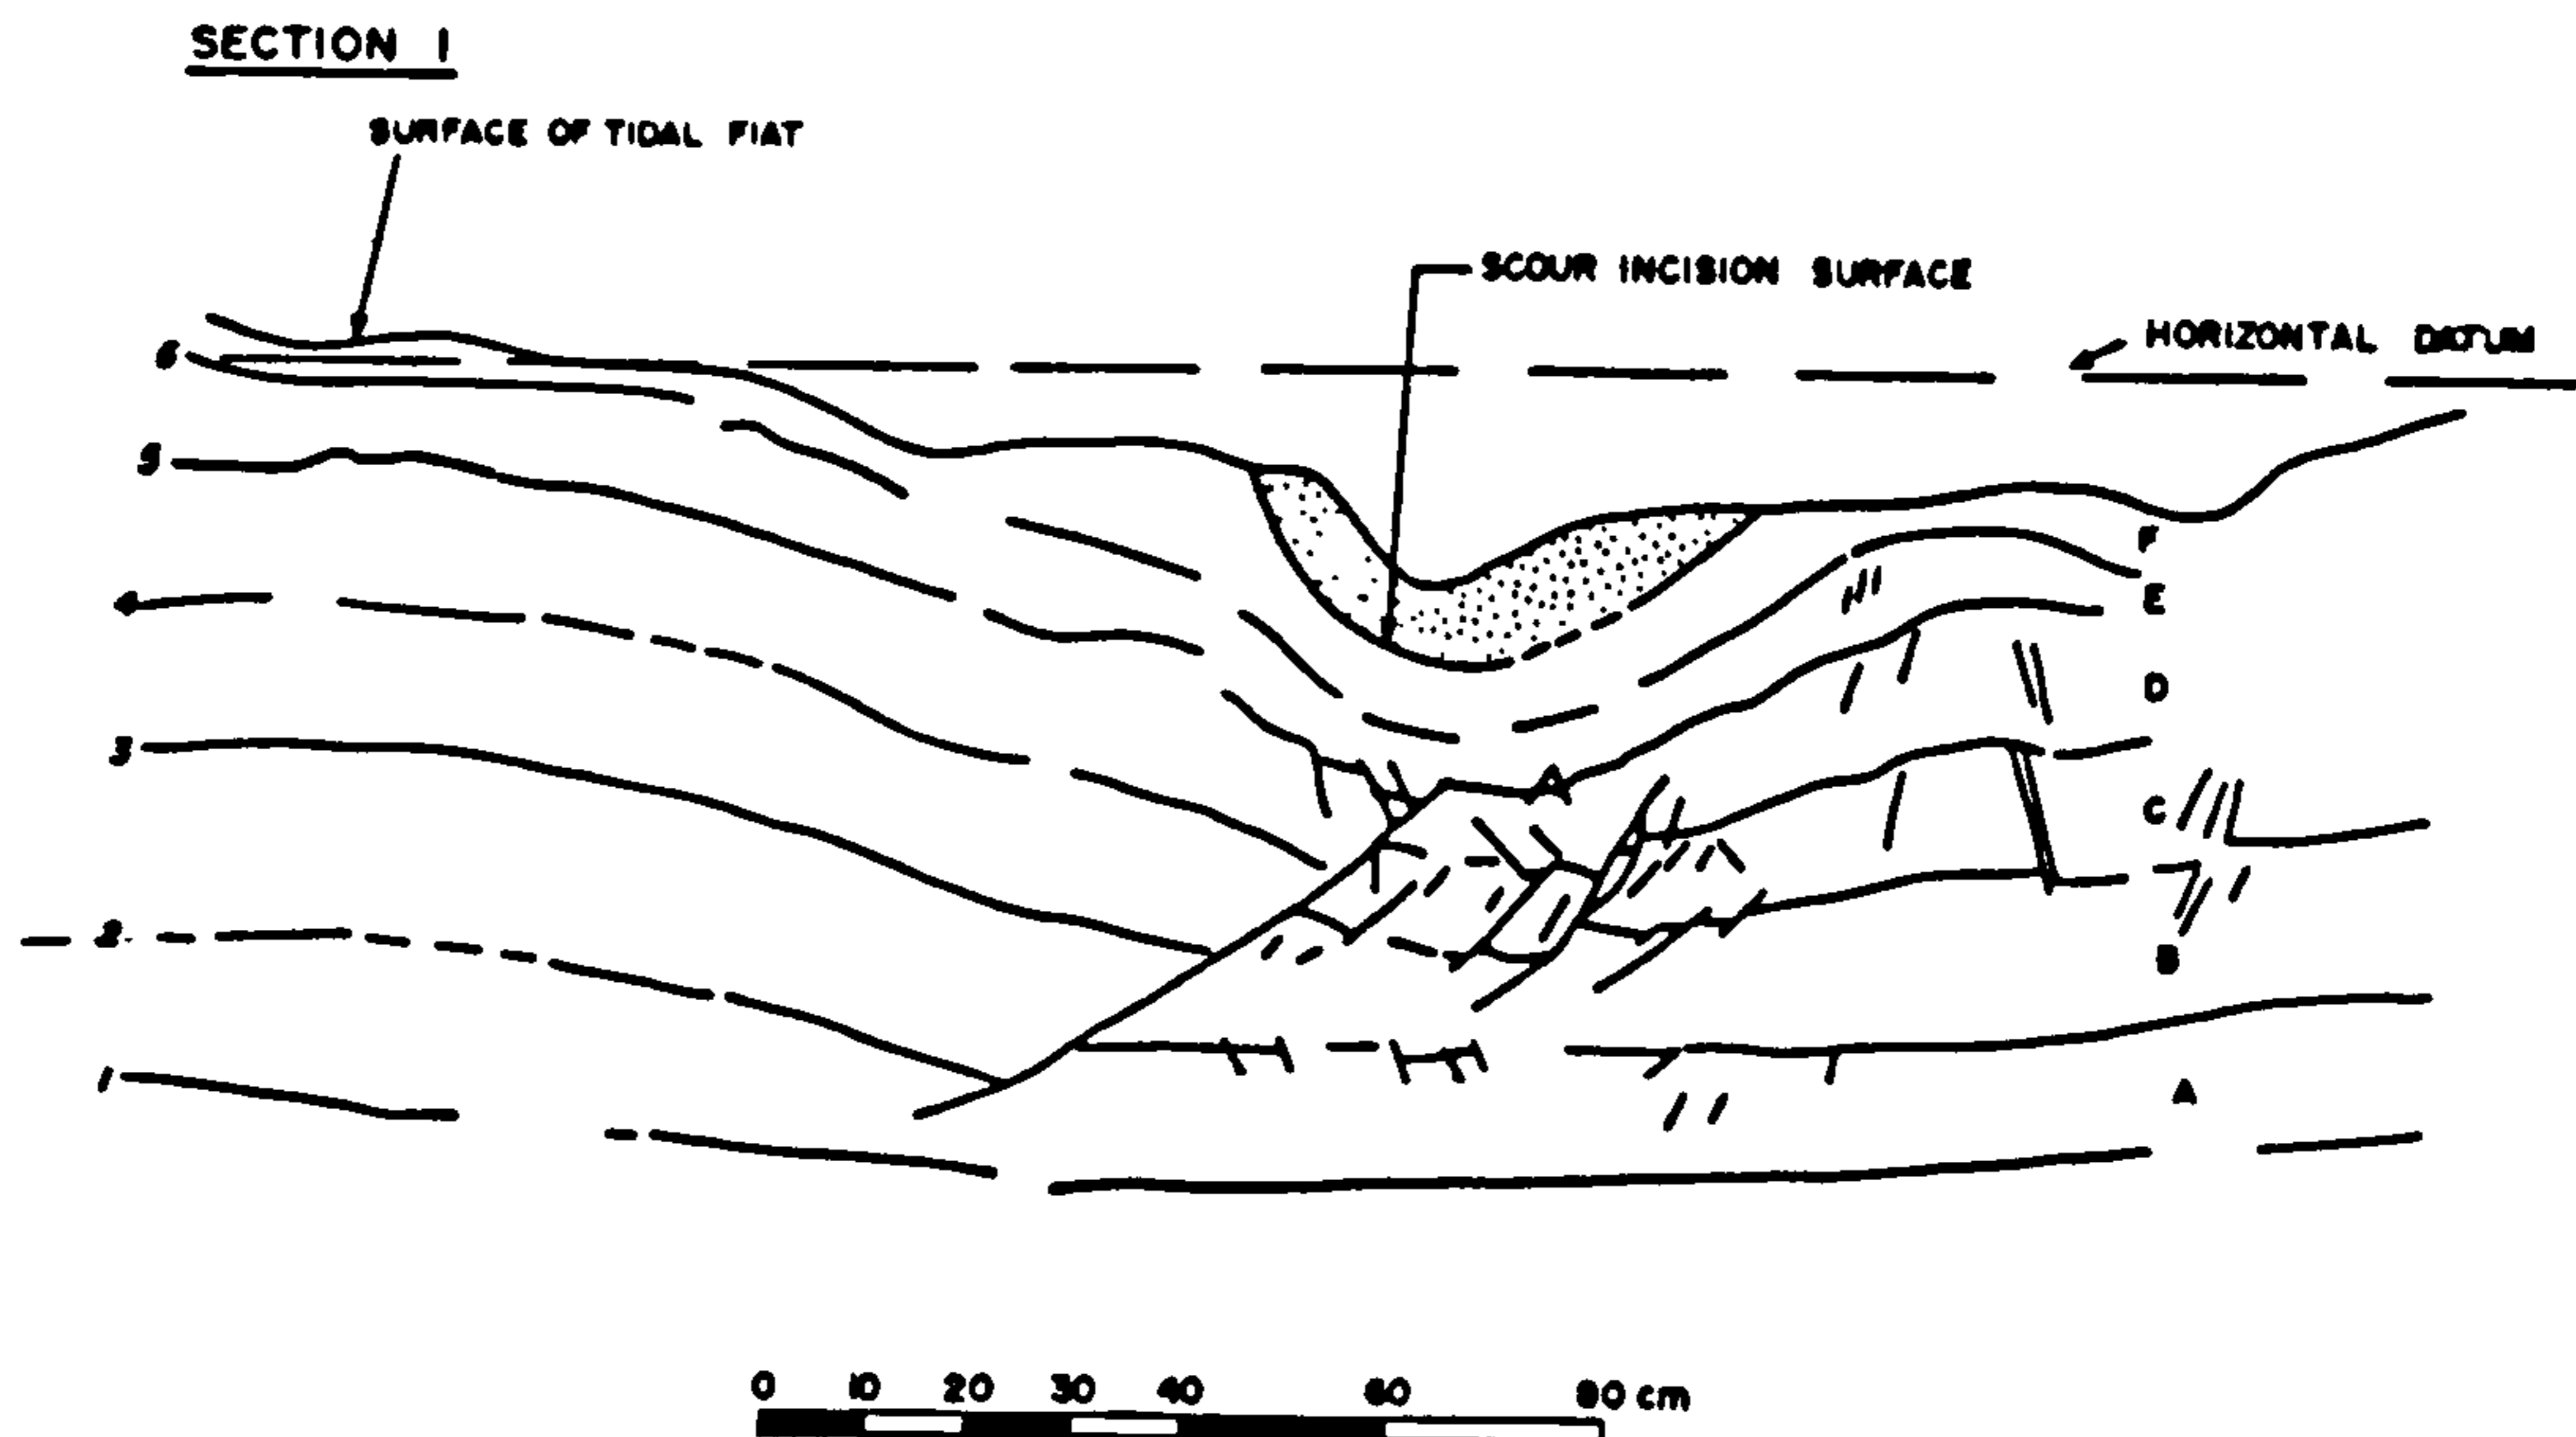 SECTION 1
SURFACE OF TIDAL FIAT
SCOUR INCISION SURFACE
HORIZONTAL DATUM
6
5
3
2
1
F
E
D
C
B
A
0 10 20 30 40 60 80 cm